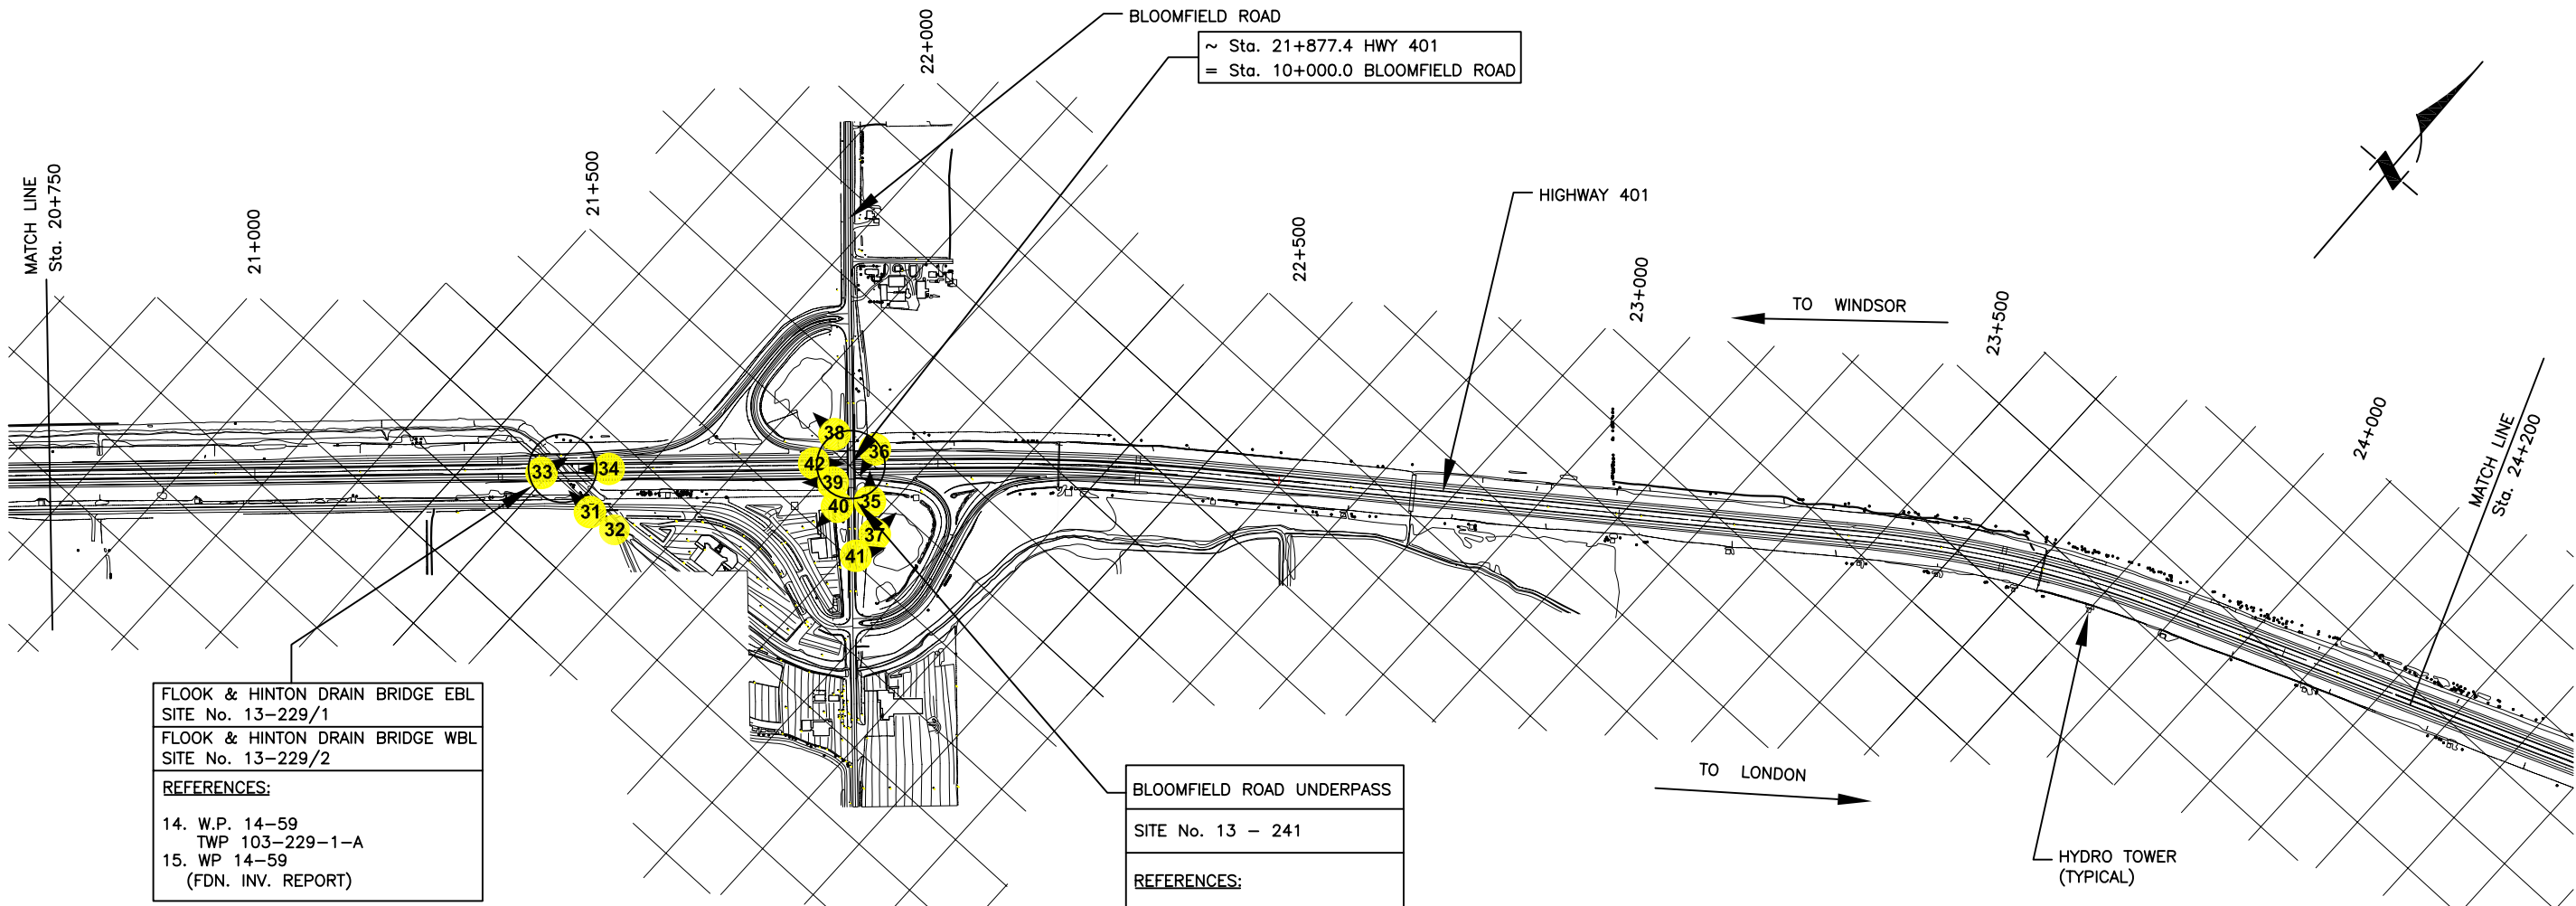 BLOOMFIELD ROAD
~ Sta. 21+877.4 HWY 401
= Sta. 10+000.0 BLOOMFIELD ROAD
22+000
MATCH LINE
Sta. 20+750
21+000
21+500
22+500
HIGHWAY 401
23+000
TO WINDSOR
23+500
24+000
MATCH LINE
Sta. 24+200
N
38
36
42
33
34
39
35
40
31
32
37
41
FLOOK & HINTON DRAIN BRIDGE EBL
SITE No. 13-229/1
FLOOK & HINTON DRAIN BRIDGE WBL
SITE No. 13-229/2
REFERENCES:
14. W.P. 14-59
TWP 103-229-1-A
15. WP 14-59
(FDN. INV. REPORT)
BLOOMFIELD ROAD UNDERPASS
SITE No. 13 - 241
REFERENCES:
TO LONDON
HYDRO TOWER
(TYPICAL)